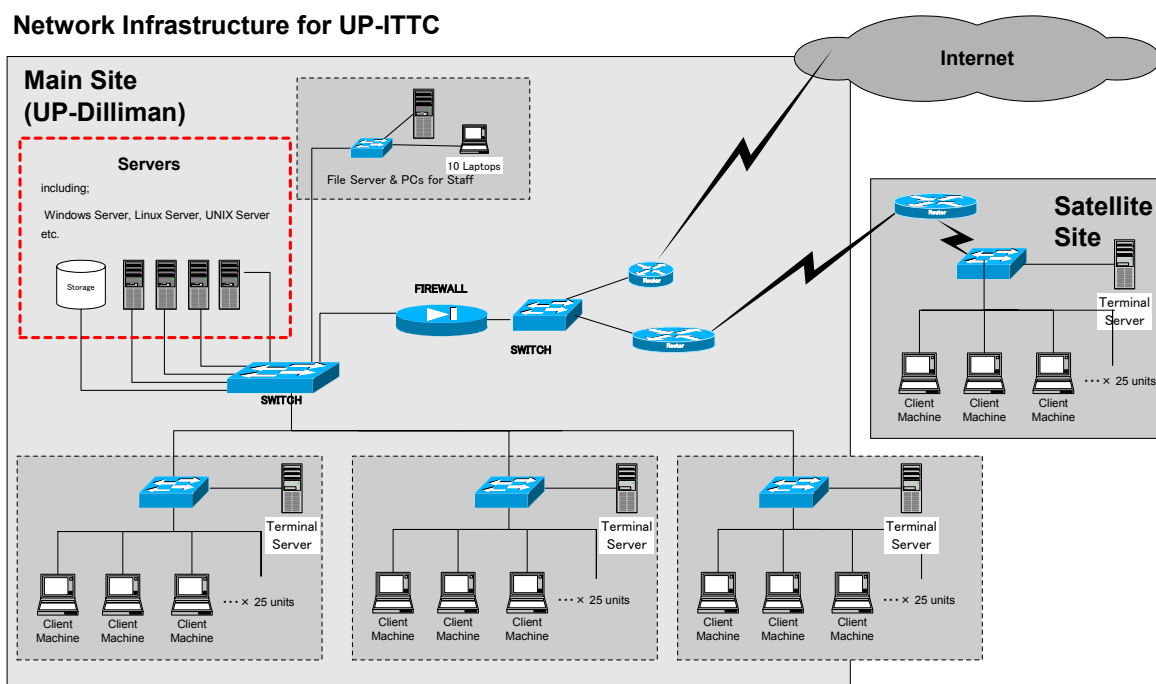 Network Infrastructure for UP-ITTC
Internet
Main Site
(UP-Dilliman)
Servers
including;
Windows Server, Linux Server, UNIX Server
etc.
Storage
10 Laptops
File Server & PCs for Staff
FIREWALL
SWITCH
Router
Router
SWITCH
Router
Satellite
Site
Terminal
Server
Client
Machine
Client
Machine
Client
Machine
･･･× 25 units
Terminal
Server
Client
Machine
Client
Machine
Client
Machine
･･･× 25 units
Terminal
Server
Client
Machine
Client
Machine
Client
Machine
･･･× 25 units
Terminal
Server
Client
Machine
Client
Machine
Client
Machine
･･･× 25 units